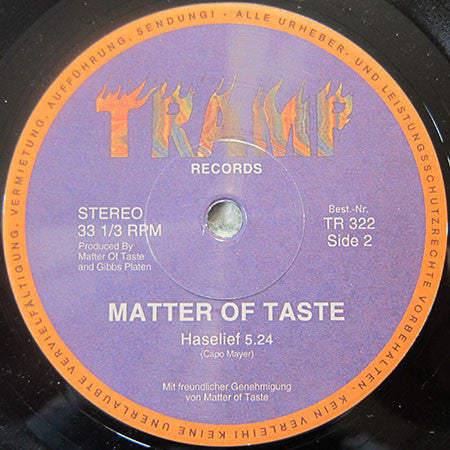 TRAMP
RECORDS
STEREO
33 1/3 RPM
Produced By
Matter Of Taste
and Gibbs Platen
Best.-Nr.
TR 322
Side 2
MATTER OF TASTE
Haselief 5.24
(Capo Mayer)
Mit freundlicher Genehmigung
von Matter of Taste
ALLE URHEBER- UND LEISTUNGSSCHUTZRECHTE VORBEHALTEN. KEIN VERLEIH! KEINE UNERLAUBTE VERVIELFÄLTIGUNG, VERMIETUNG, AUFFÜHRUNG, SENDUNG! -